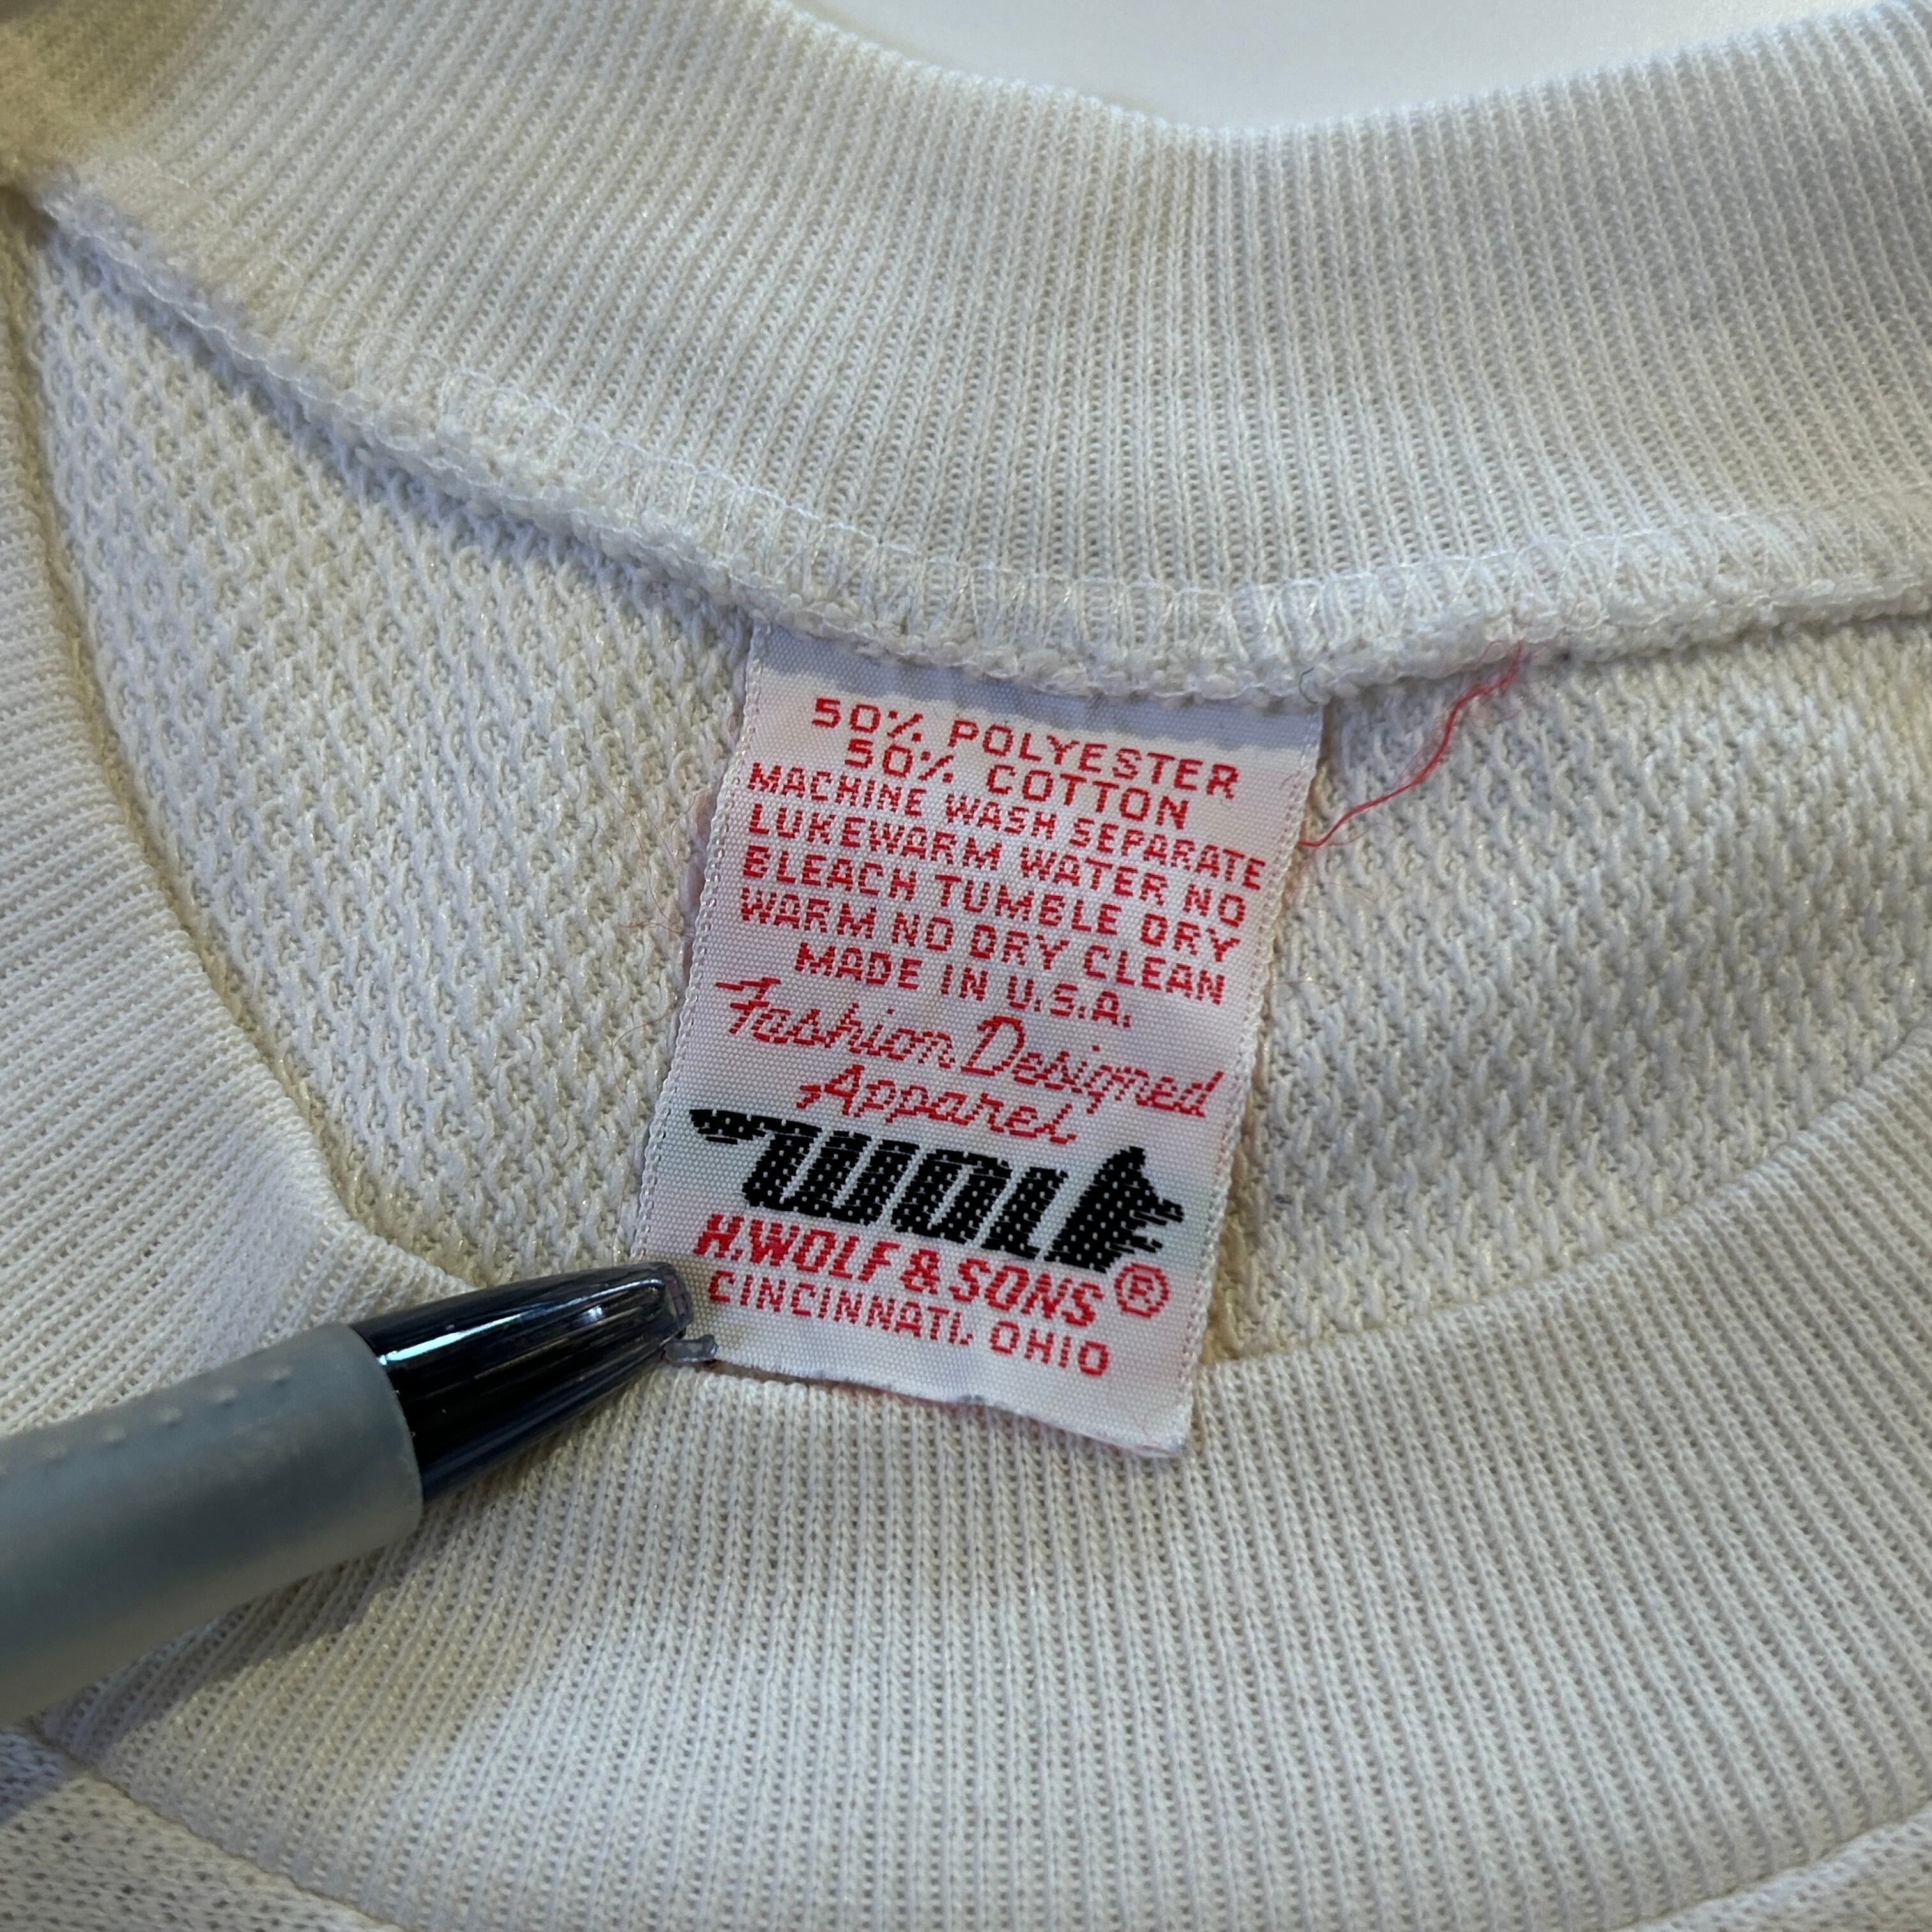 50% POLYESTER
50% COTTON
MACHINE WASH SEPARATE
LUKEWARM WATER NO
BLEACH TUMBLE DRY
WARM NO DRY CLEAN
MADE IN U.S.A.
Fashion Designed
Apparel
WOLF
H.WOLF & SONS ®
CINCINNATI, OHIO